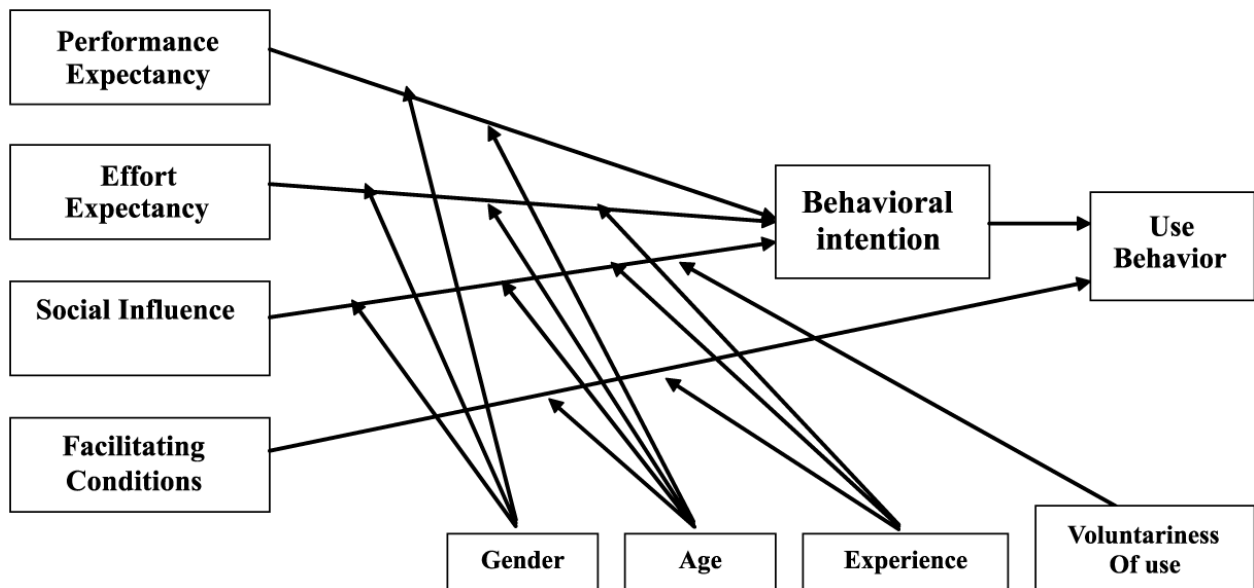 Performance
Expectancy
Effort
Expectancy
Social Influence
Facilitating
Conditions
Behavioral
intention
Use
Behavior
Gender
Age
Experience
Voluntariness
Of use